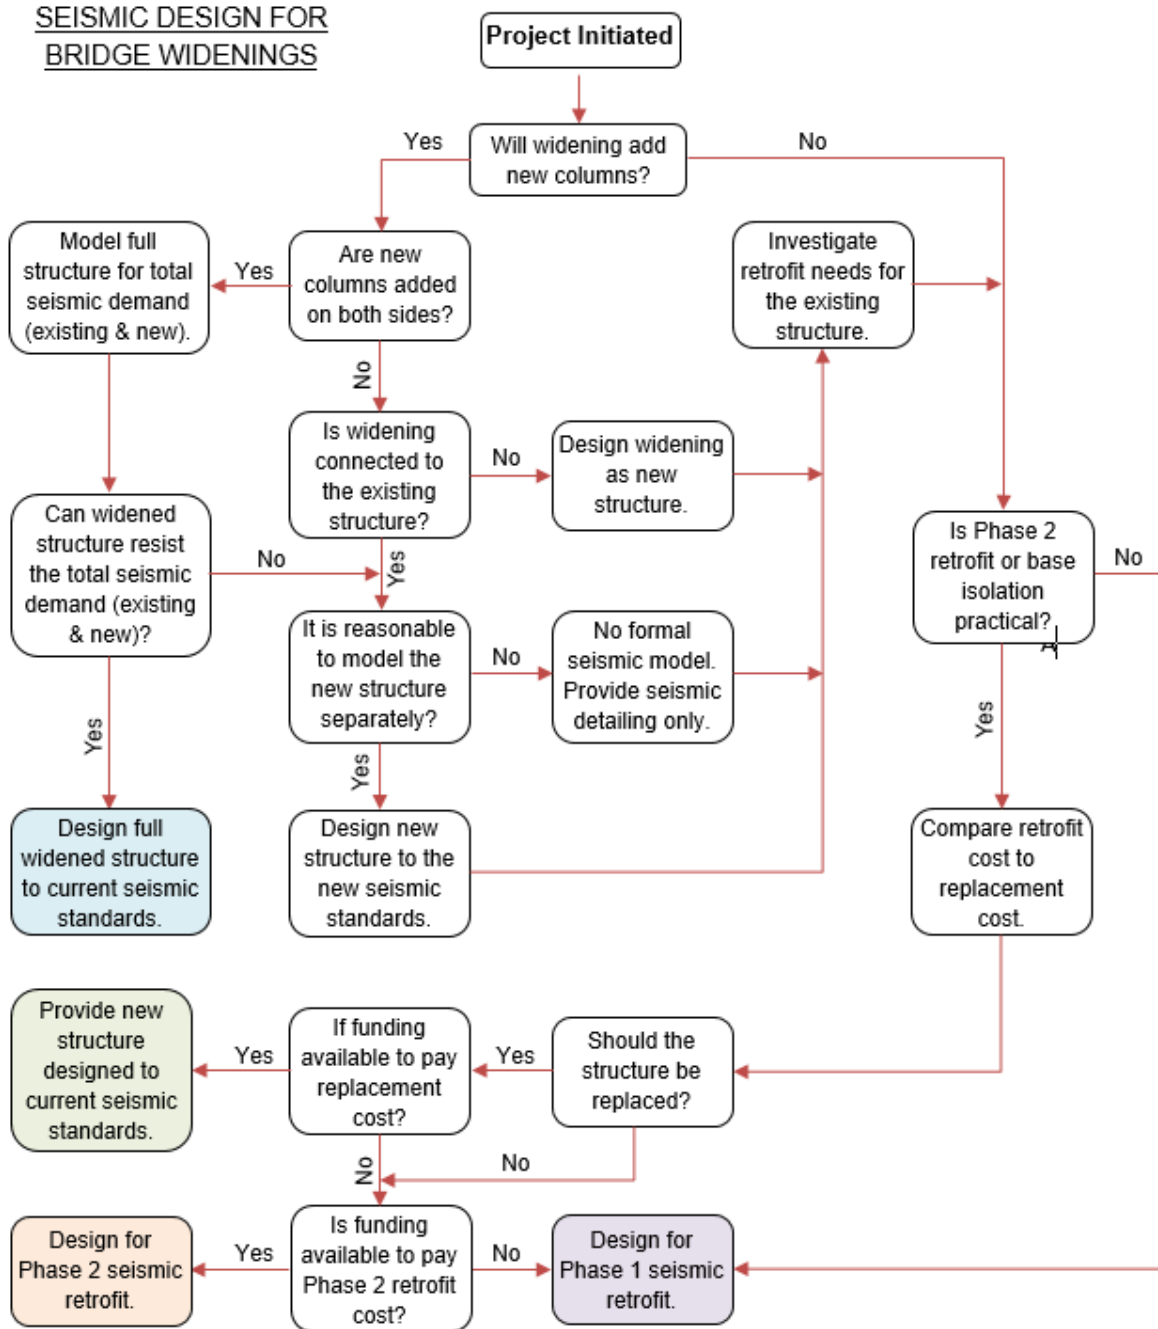 SEISMIC DESIGN FOR
BRIDGE WIDENINGS
Project Initiated
Will widening add
new columns?
Yes
No
Are new
columns added
on both sides?
Yes
No
Model full
structure for total
seismic demand
(existing & new).
Investigate
retrofit needs for
the existing
structure.
Is widening
connected to
the existing
structure?
No
Yes
Design widening
as new
structure.
Can widened
structure resist
the total seismic
demand (existing
& new)?
No
Yes
Is Phase 2
retrofit or base
isolation
practical?
No
Yes
A
It is reasonable
to model the
new structure
separately?
No
Yes
No formal
seismic model.
Provide seismic
detailing only.
Design full
widened structure
to current seismic
standards.
Design new
structure to the
new seismic
standards.
Compare retrofit
cost to
replacement
cost.
Provide new
structure
designed to
current seismic
standards.
Yes
If funding
available to pay
replacement
cost?
No
Yes
Should the
structure be
replaced?
No
Design for
Phase 2 seismic
retrofit.
Yes
Is funding
available to pay
Phase 2 retrofit
cost?
No
Design for
Phase 1 seismic
retrofit.